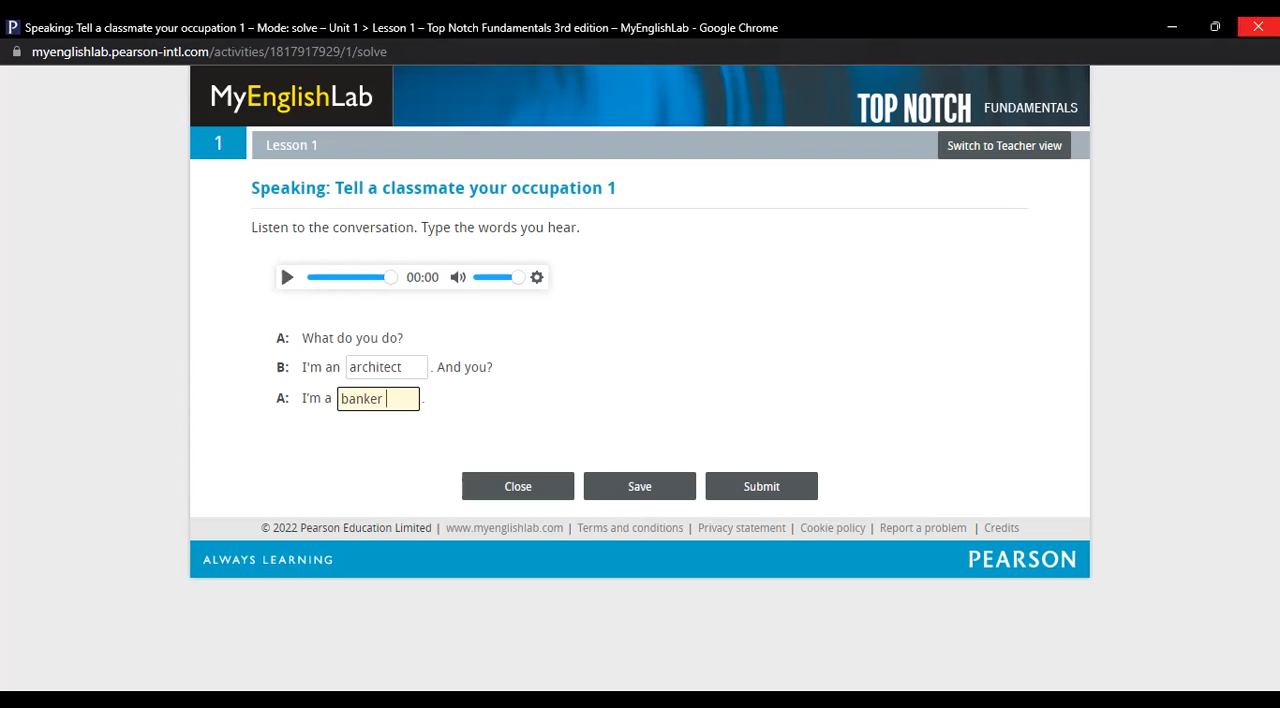 Speaking: Tell a classmate your occupation 1 – Mode: solve – Unit 1 > Lesson 1 – Top Notch Fundamentals 3rd edition – MyEnglishLab - Google Chrome
myenglishlab.pearson-intl.com/activities/1817917929/1/solve
MyEnglishLab
TOP NOTCH FUNDAMENTALS
1 Lesson 1 Switch to Teacher view
Speaking: Tell a classmate your occupation 1
Listen to the conversation. Type the words you hear.
00:00
A: What do you do?
B: I'm an architect . And you?
A: I'm a banker .
Close Save Submit
© 2022 Pearson Education Limited | www.myenglishlab.com | Terms and conditions | Privacy statement | Cookie policy | Report a problem | Credits
ALWAYS LEARNING PEARSON